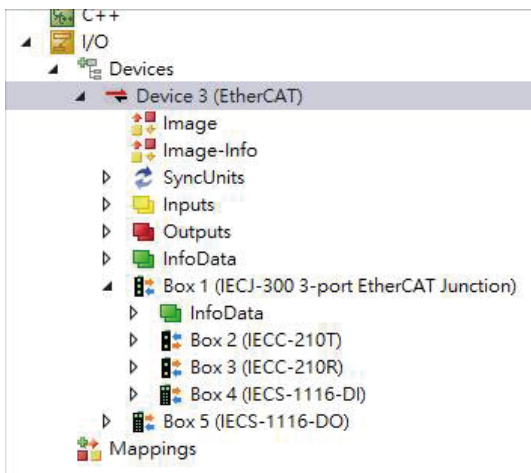 C++
I/O
Devices
Device 3 (EtherCAT)
Image
Image-Info
SyncUnits
Inputs
Outputs
InfoData
Box 1 (IECJ-300 3-port EtherCAT Junction)
InfoData
Box 2 (IECC-210T)
Box 3 (IECC-210R)
Box 4 (IECS-1116-DI)
Box 5 (IECS-1116-DO)
Mappings